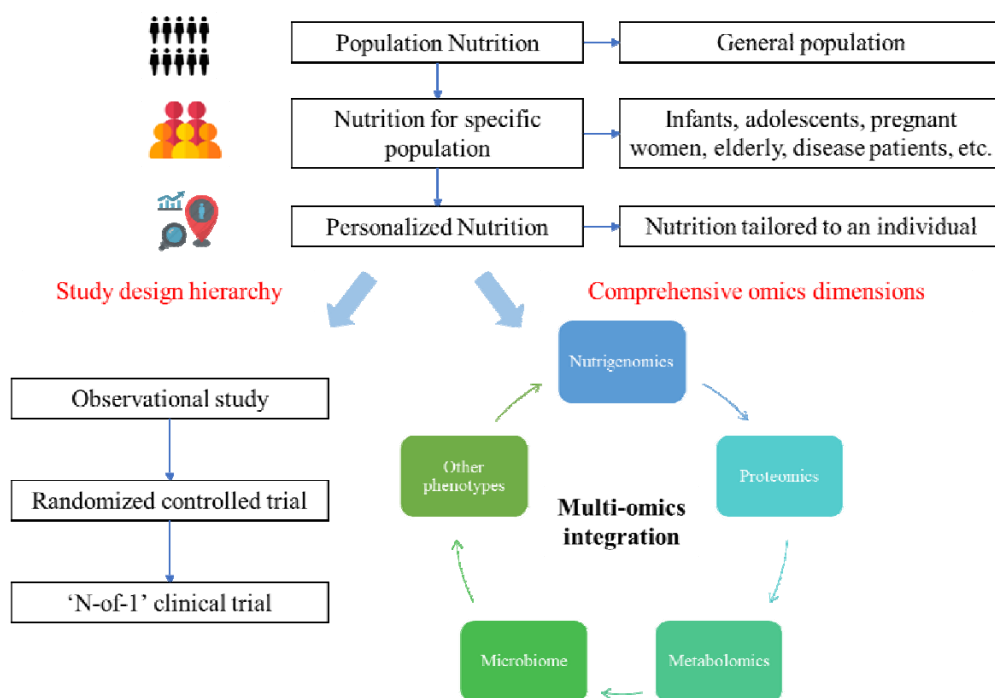 Population Nutrition
General population
Nutrition for specific
population
Infants, adolescents, pregnant
women, elderly, disease patients, etc.
Personalized Nutrition
Nutrition tailored to an individual
Study design hierarchy
Comprehensive omics dimensions
Observational study
Randomized controlled trial
‘N-of-1’ clinical trial
Nutrigenomics
Proteomics
Metabolomics
Microbiome
Other
phenotypes
Multi-omics
integration